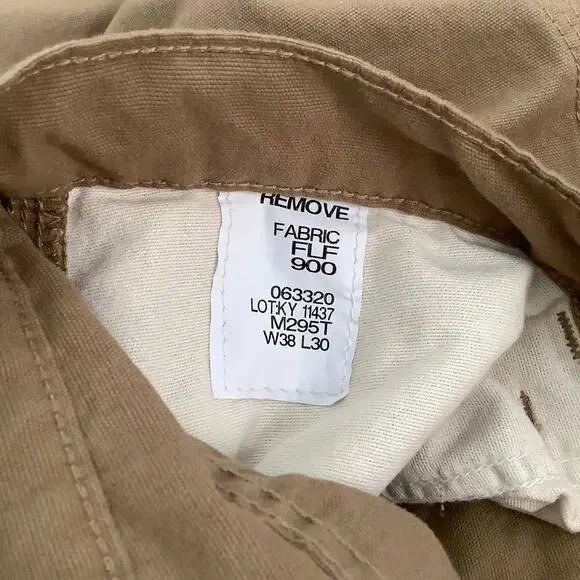 REMOVE
FABRIC
FLF
900
063320
LOT:KY 11437
M295T
W38 L30